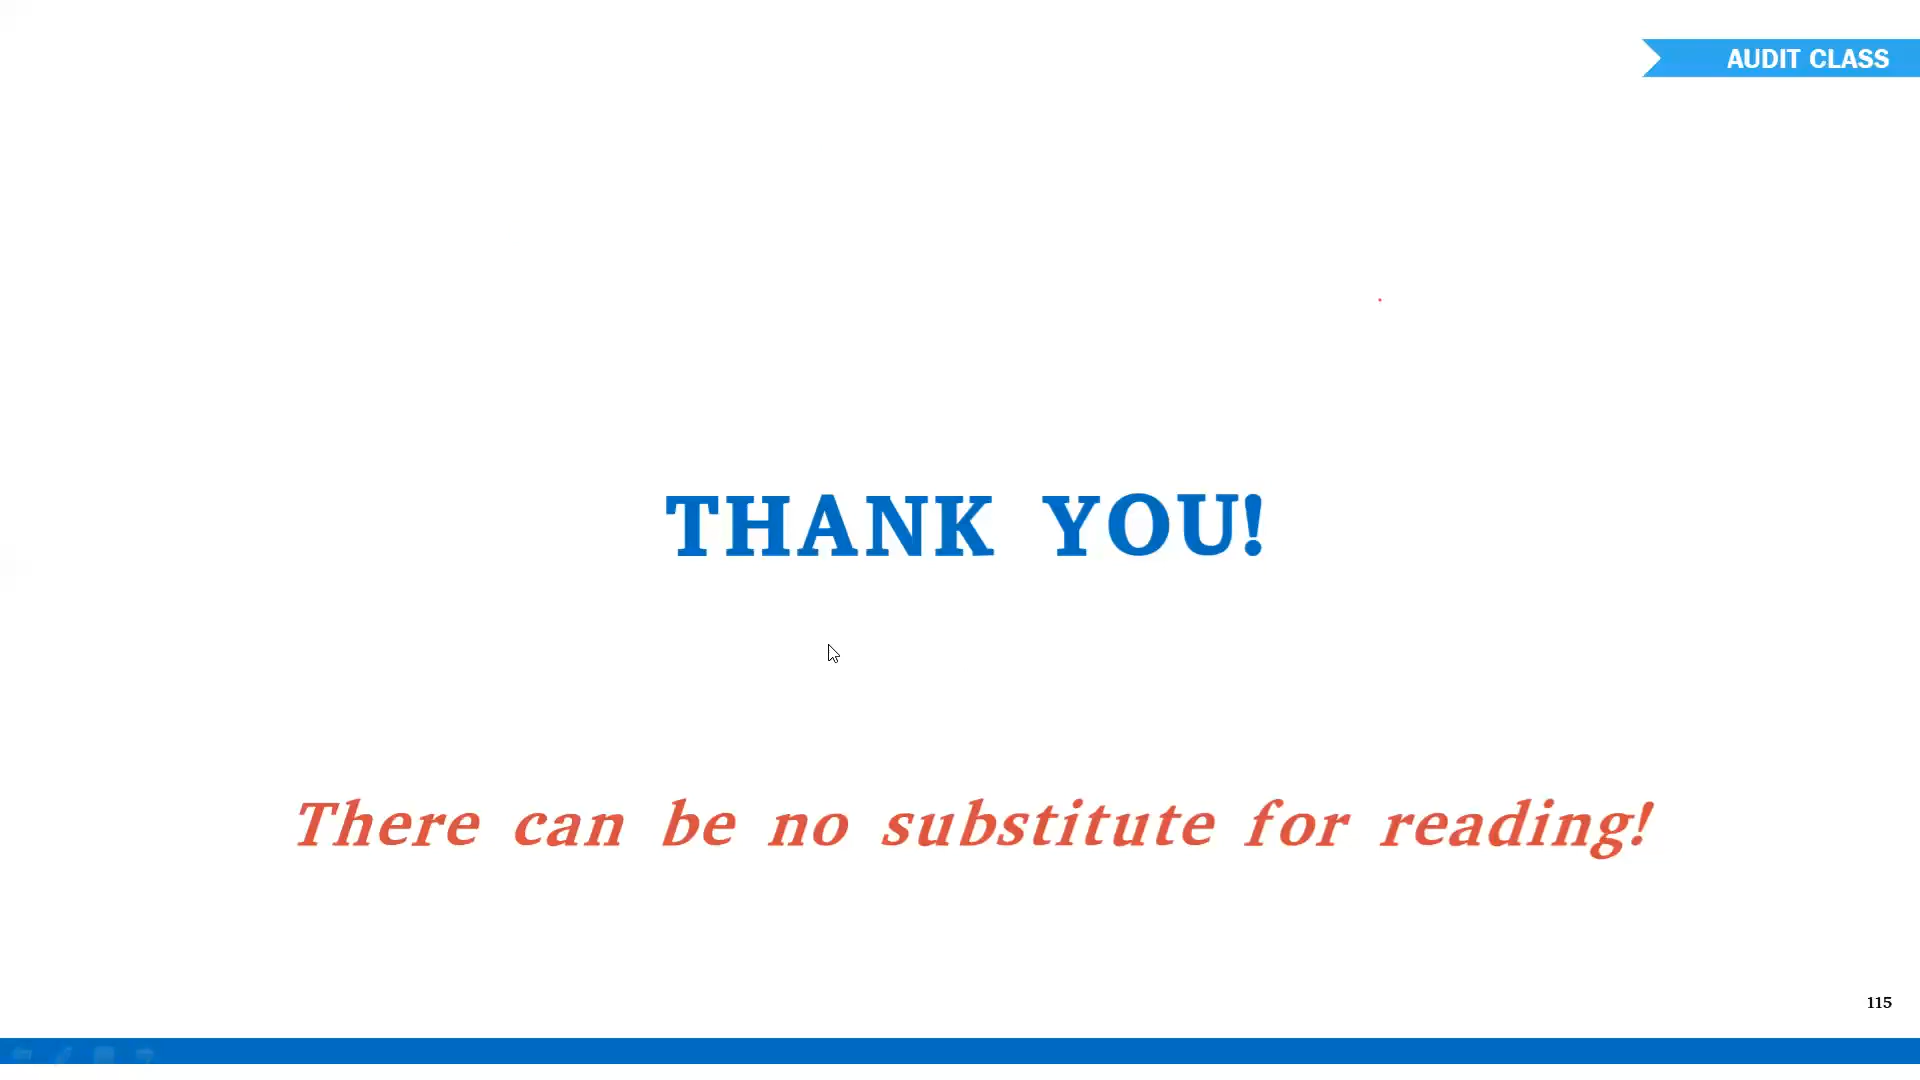 AUDIT CLASS
THANK YOU!
There can be no substitute for reading!
115